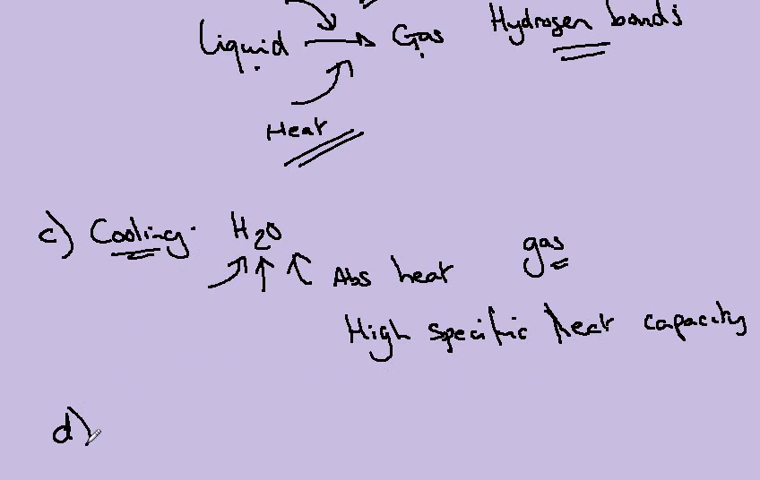 Hydrogen bonds
Liquid → Gas
Heat
c) Cooling. H2O
gas
Abs heat
High specific heat capacity
d)